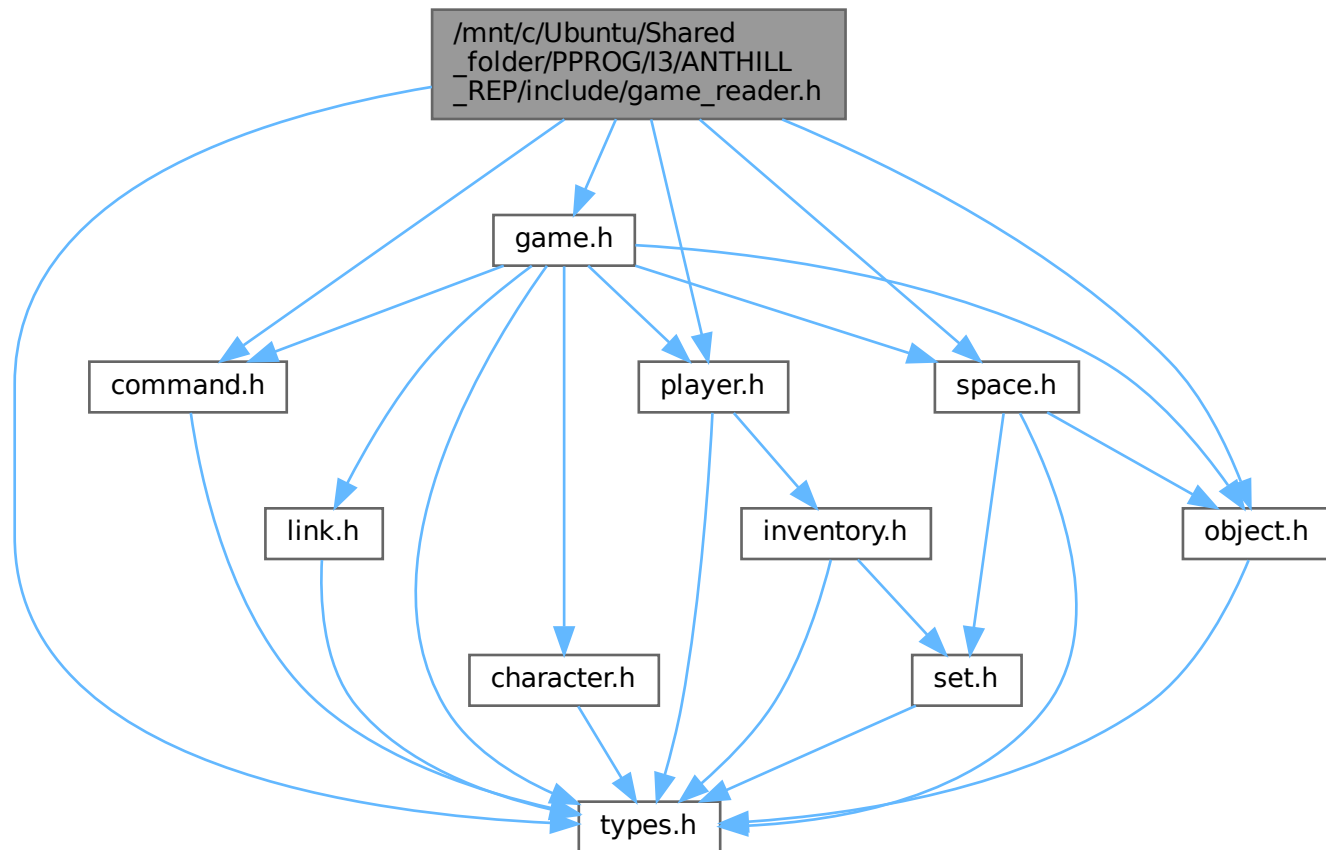 /mnt/c/Ubuntu/Shared
_folder/PPROG/I3/ANTHILL
_REP/include/game_reader.h
game.h
command.h
player.h
space.h
link.h
inventory.h
object.h
character.h
set.h
types.h